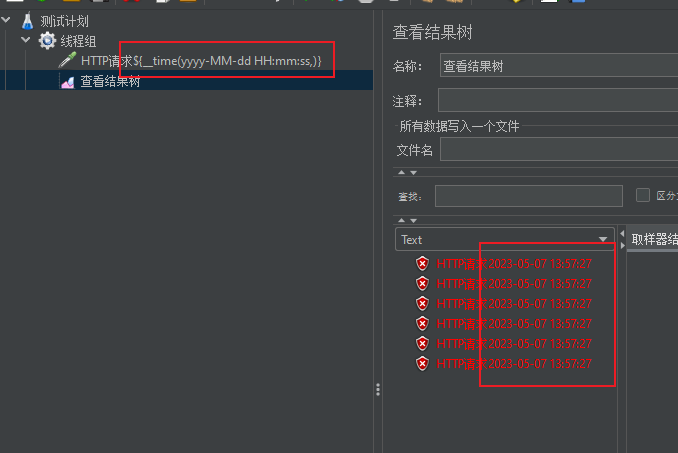 测试计划
线程组
HTTP请求${__time(yyyy-MM-dd HH:mm:ss,)}
查看结果树
查看结果树
名称： 查看结果树
注释：
所有数据写入一个文件
文件名
查找：
区分
Text
取样器结
HTTP请求2023-05-07 13:57:27
HTTP请求2023-05-07 13:57:27
HTTP请求2023-05-07 13:57:27
HTTP请求2023-05-07 13:57:27
HTTP请求2023-05-07 13:57:27
HTTP请求2023-05-07 13:57:27